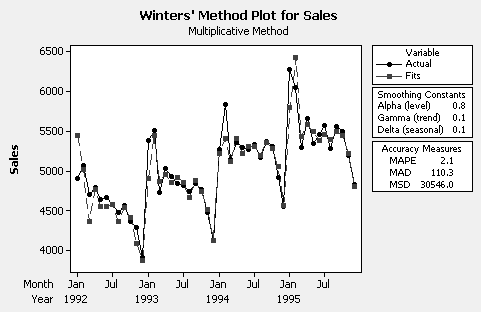 Winters' Method Plot for Sales
Multiplicative Method
Sales
6500
6000
5500
5000
4500
4000
Month Jan Jul Jan Jul Jan Jul Jan Jul
Year 1992 1993 1994 1995
Variable
Actual
Fits
Smoothing Constants
Alpha (level) 0.8
Gamma (trend) 0.1
Delta (seasonal) 0.1
Accuracy Measures
MAPE 2.1
MAD 110.3
MSD 30546.0